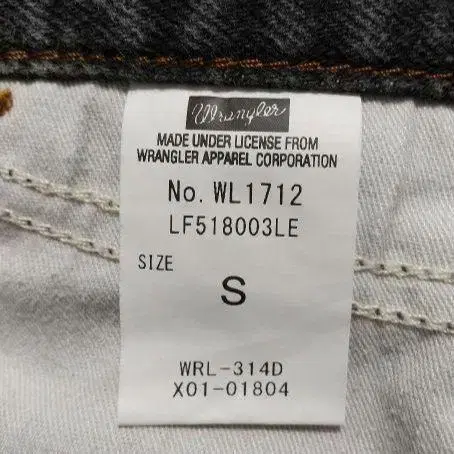 Wrangler
MADE UNDER LICENSE FROM
WRANGLER APPAREL CORPORATION
No. WL1712
LF518003LE
SIZE
S
WRL-314D
X01-01804